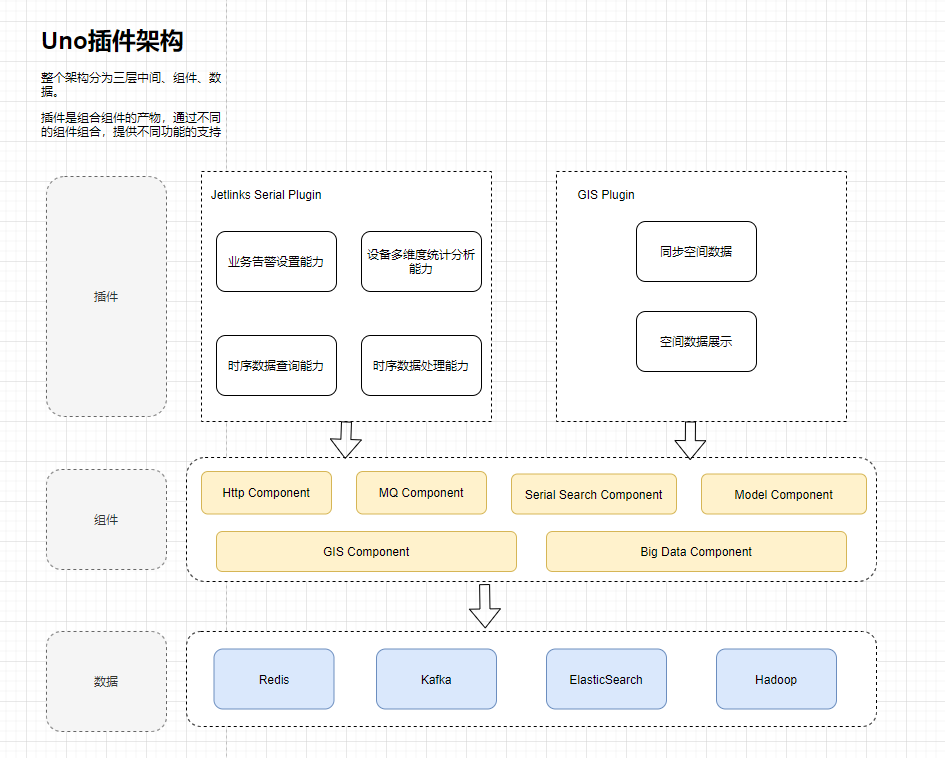 Uno插件架构
整个架构分为三层中间、组件、数
据。
插件是组合组件的产物，通过不同
的组件组合，提供不同功能的支持
插件
Jetlinks Serial Plugin
业务告警设置能力
设备多维度统计分析
能力
时序数据查询能力
时序数据处理能力
GIS Plugin
同步空间数据
空间数据展示
组件
Http Component
MQ Component
Serial Search Component
Model Component
GIS Component
Big Data Component
数据
Redis
Kafka
ElasticSearch
Hadoop